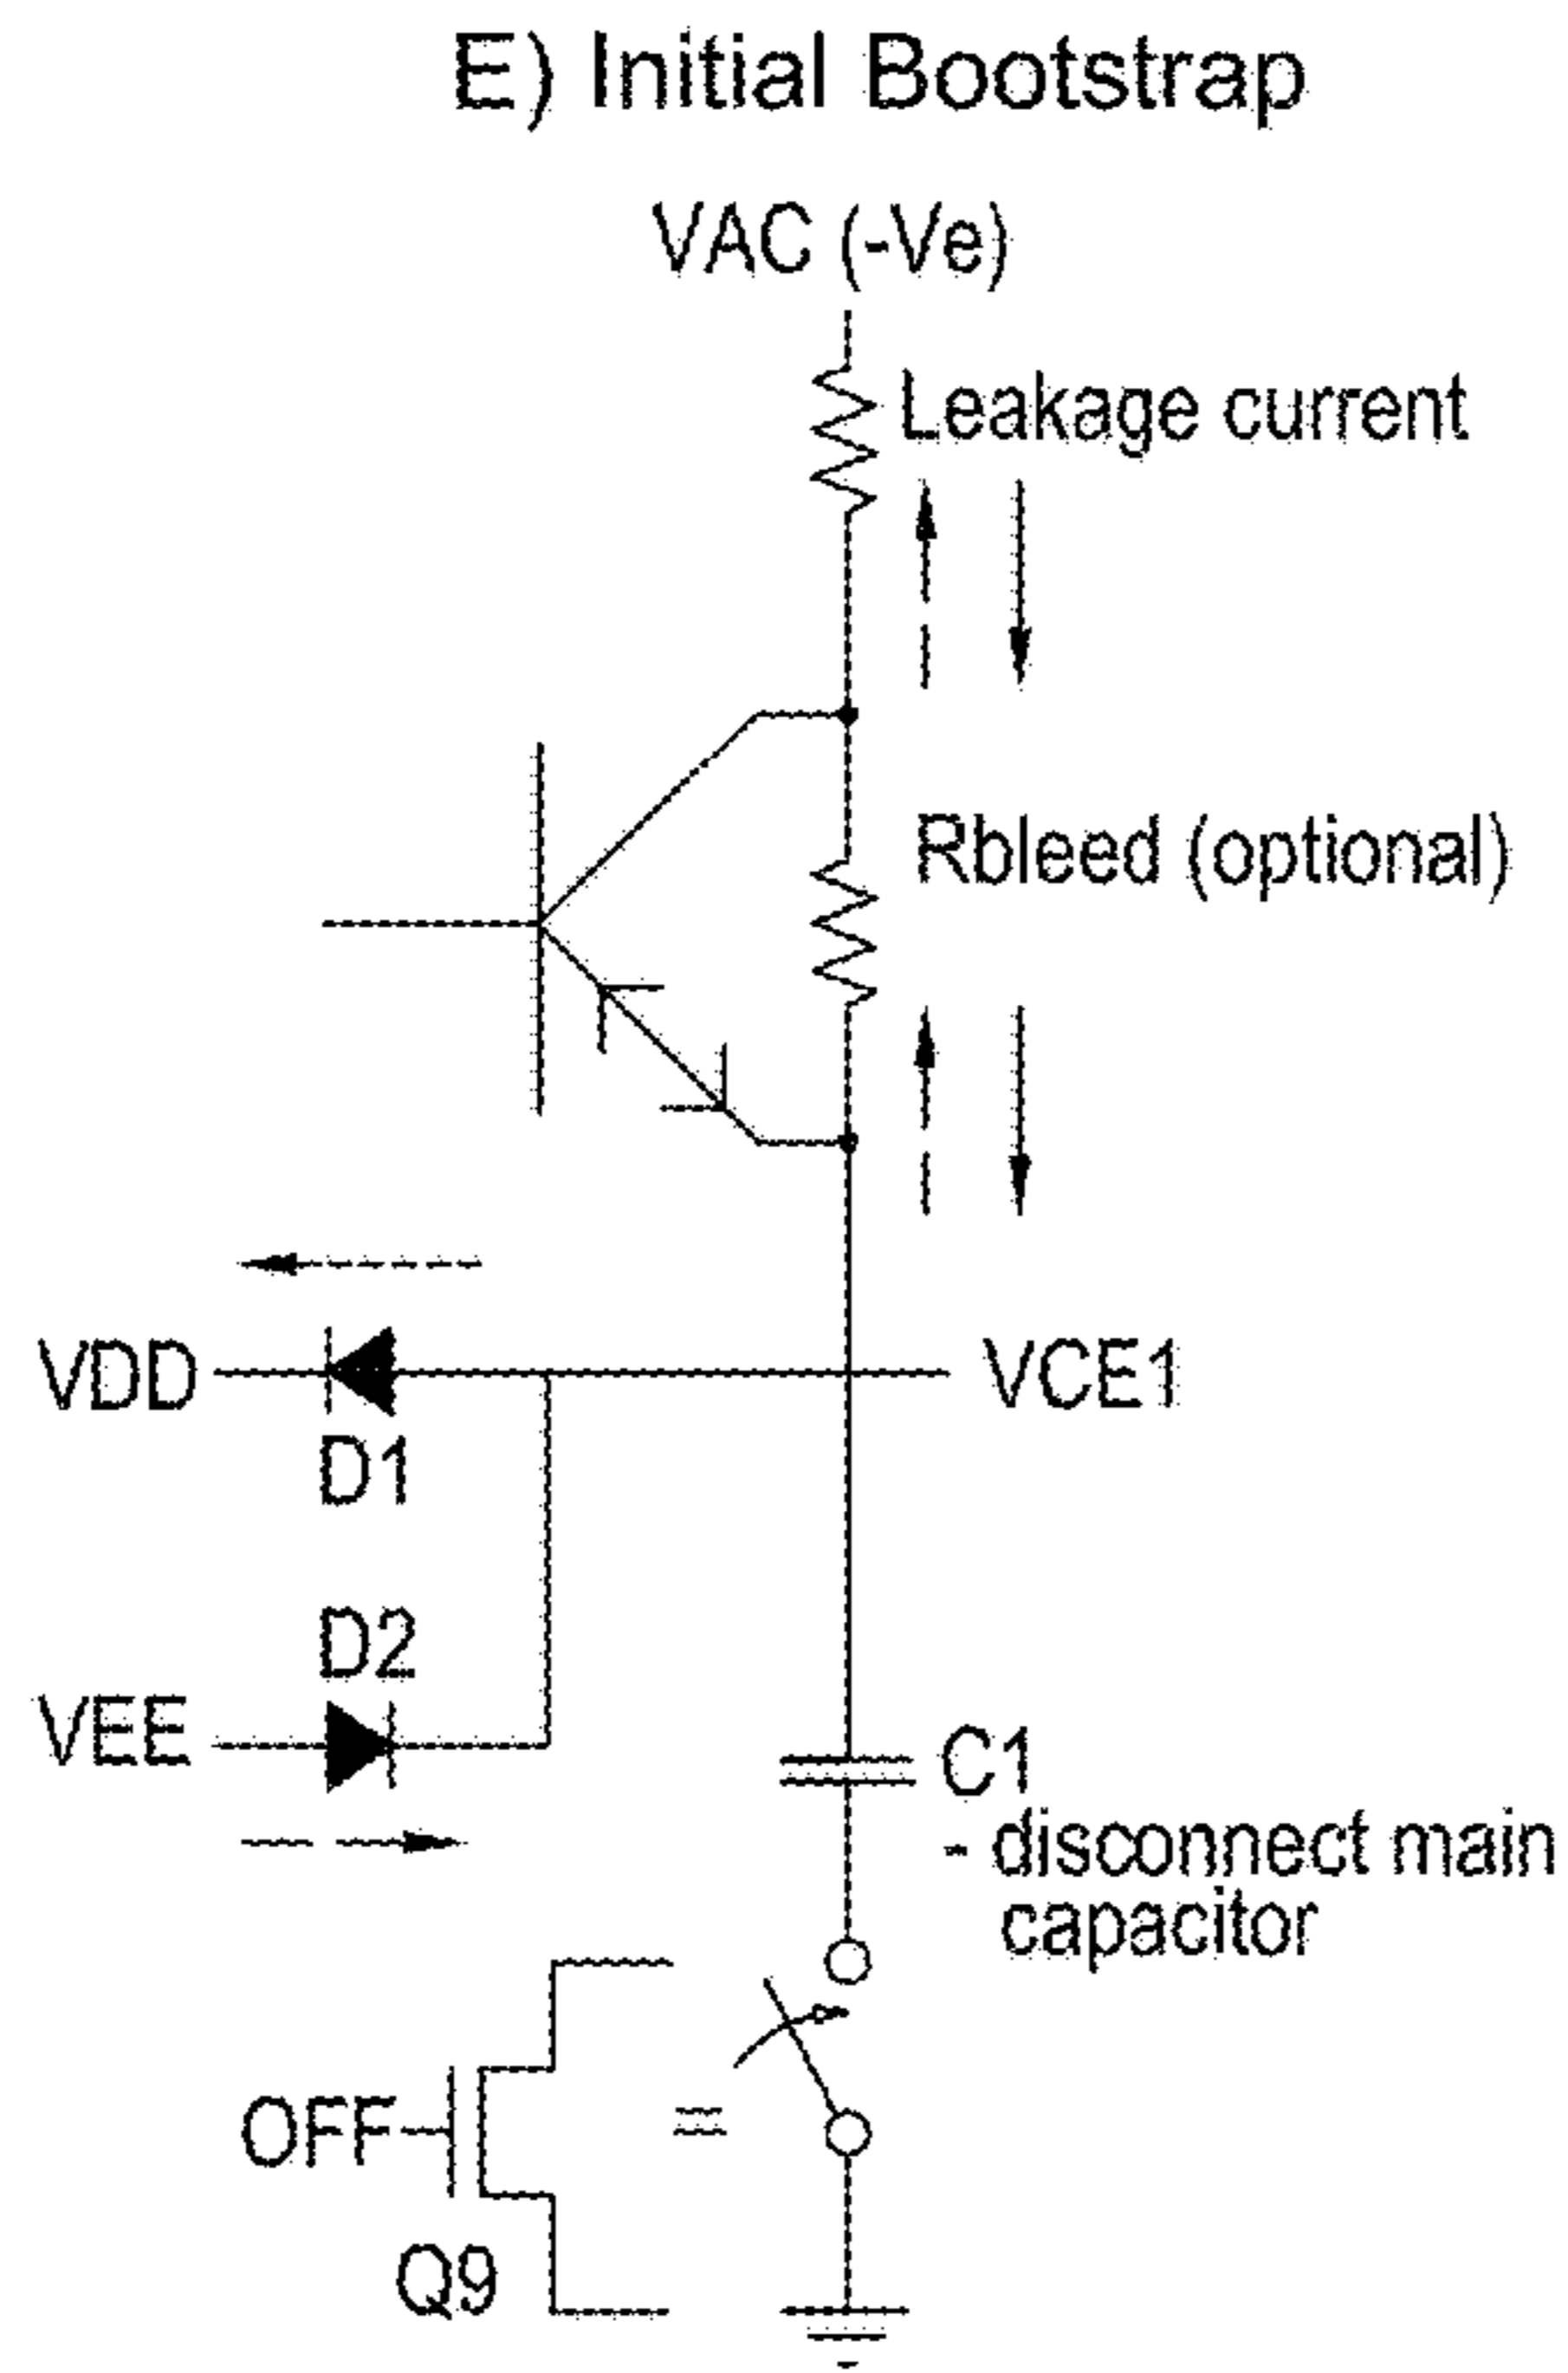 E) Initial Bootstrap
VAC (-Ve)
Leakage current
Rbleed (optional)
VDD
VCE1
D1
D2
VEE
C1
- disconnect main
capacitor
OFF
=
Q9